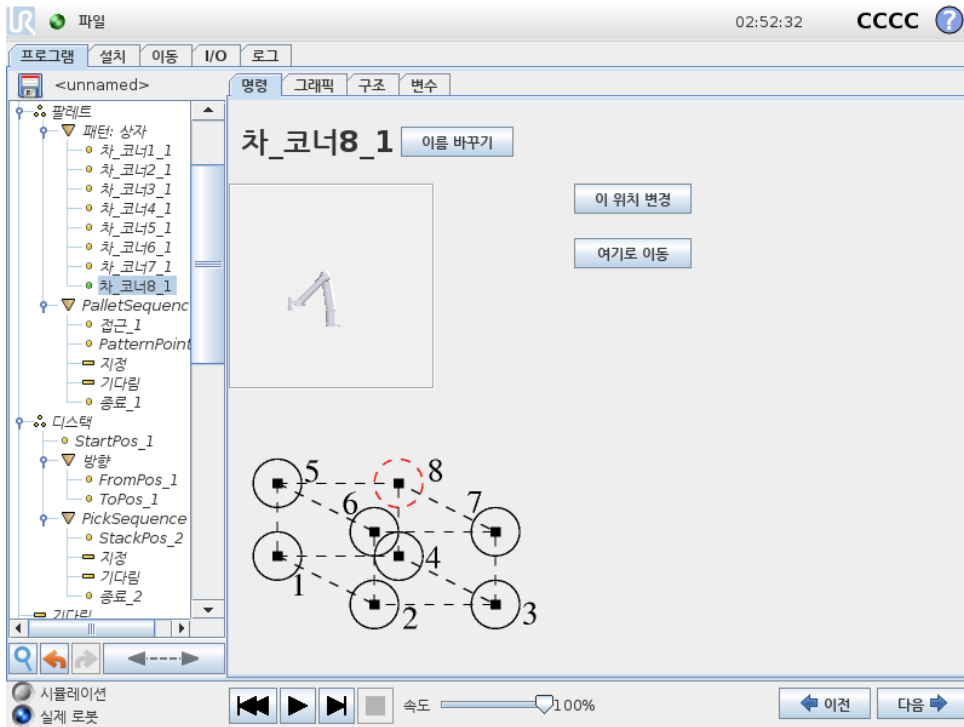 UR 파일 02:52:32 CCCC ?
프로그램 설치 이동 I/O 로그
<unnamed>
명령 그래픽 구조 변수
팔레트
패턴: 상자
차_코너1_1
차_코너2_1
차_코너3_1
차_코너4_1
차_코너5_1
차_코너6_1
차_코너7_1
차_코너8_1
PalletSequenc
접근_1
PatternPoint
지정
기다림
종료_1
디스택
StartPos_1
방향
FromPos_1
ToPos_1
PickSequence
StackPos_2
지정
기다림
종료_2
기다림
차_코너8_1 이름 바꾸기
이 위치 변경
여기로 이동
5 8
6 7
4
1
2 3
시뮬레이션
실제 로봇
속도 100%
이전 다음